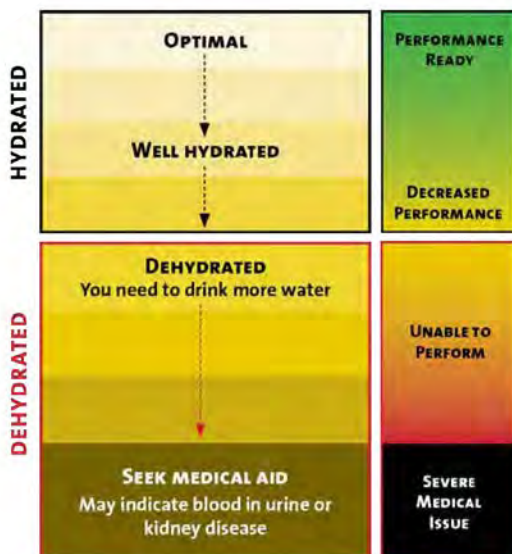 HYDRATED
OPTIMAL
WELL HYDRATED
PERFORMANCE
READY
DECREASED
PERFORMANCE
DEHYDRATED
DEHYDRATED
You need to drink more water
UNABLE TO
PERFORM
SEEK MEDICAL AID
May indicate blood in urine or
kidney disease
SEVERE
MEDICAL
ISSUE